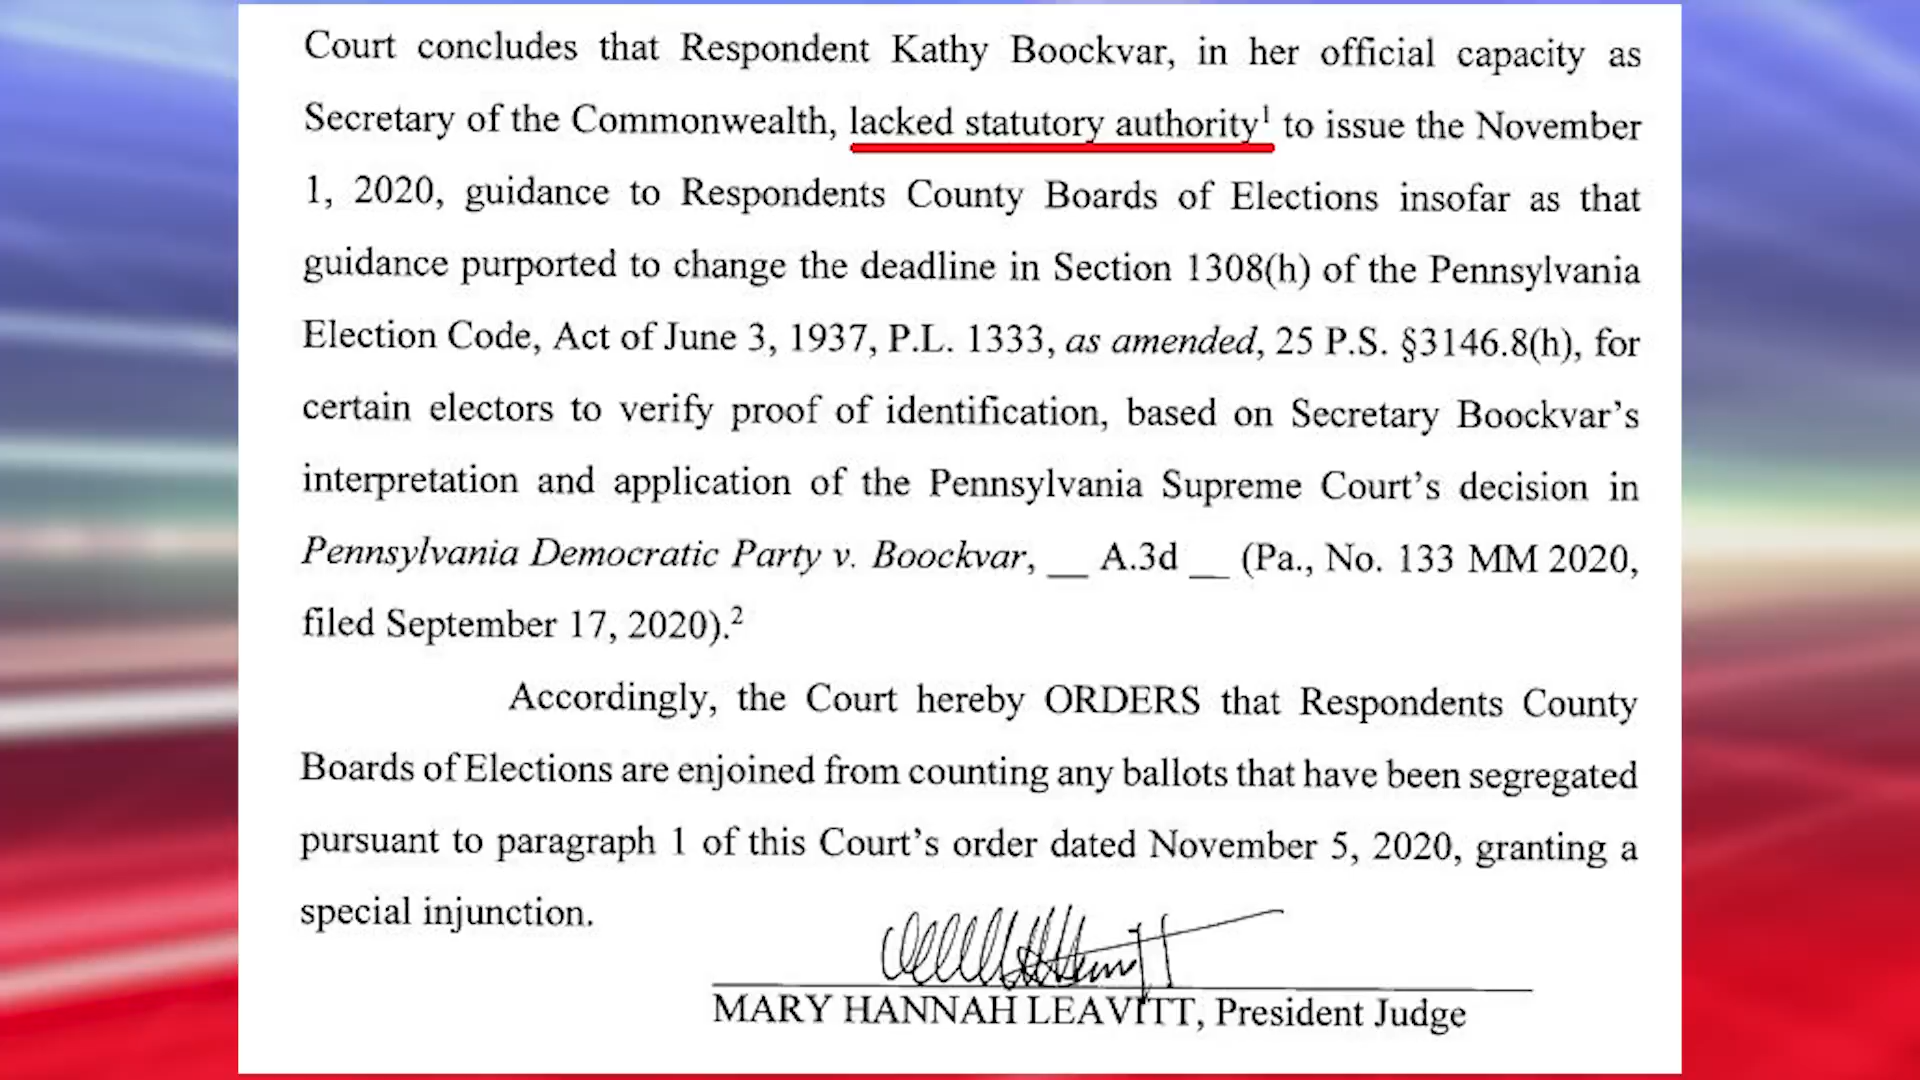 Court concludes that Respondent Kathy Boockvar, in her official capacity as
Secretary of the Commonwealth, lacked statutory authority¹ to issue the November
1, 2020, guidance to Respondents County Boards of Elections insofar as that
guidance purported to change the deadline in Section 1308(h) of the Pennsylvania
Election Code, Act of June 3, 1937, P.L. 1333, as amended, 25 P.S. §3146.8(h), for
certain electors to verify proof of identification, based on Secretary Boockvar’s
interpretation and application of the Pennsylvania Supreme Court’s decision in
Pennsylvania Democratic Party v. Boockvar, __ A.3d __ (Pa., No. 133 MM 2020,
filed September 17, 2020).²
Accordingly, the Court hereby ORDERS that Respondents County
Boards of Elections are enjoined from counting any ballots that have been segregated
pursuant to paragraph 1 of this Court’s order dated November 5, 2020, granting a
special injunction.
MARY HANNAH LEAVITT, President Judge